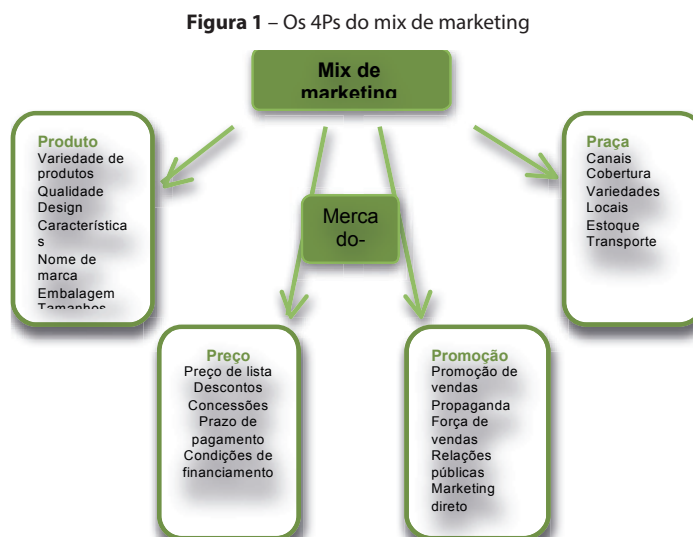 Figura 1 – Os 4Ps do mix de marketing
Mix de
marketing
Produto
Variedade de
produtos
Qualidade
Design
Característica
s
Nome de
marca
Embalagem
Tamanhos
Merca
do-
Praça
Canais
Cobertura
Variedades
Locais
Estoque
Transporte
Preço
Preço de lista
Descontos
Concessões
Prazo de
pagamento
Condições de
financiamento
Promoção
Promoção de
vendas
Propaganda
Força de
vendas
Relações
públicas
Marketing
direto